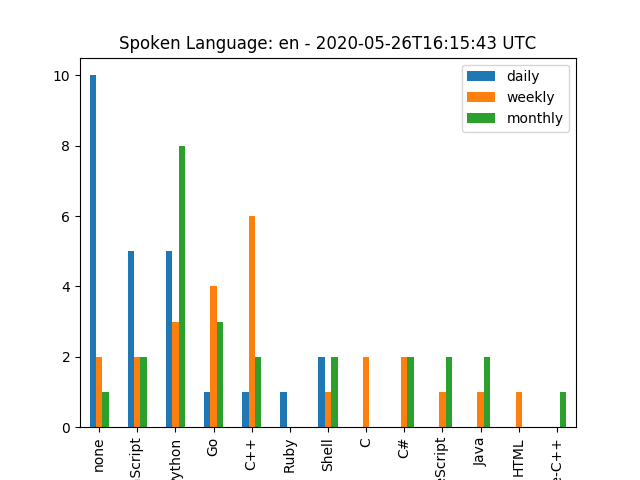 Spoken Language: en - 2020-05-26T16:15:43 UTC
daily
weekly
monthly
10
8
6
4
2
0
none
Script
ython
Go
C++
Ruby
Shell
C
C#
eScript
Java
HTML
e-C++